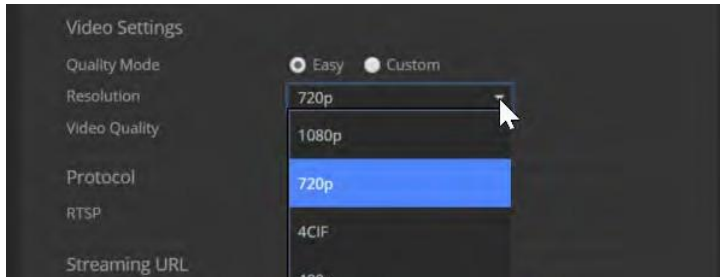 Video Settings
Quality Mode Easy Custom
Resolution 720p
Video Quality 1080p
Protocol 720p
RTSP
4CIF
Streaming URL